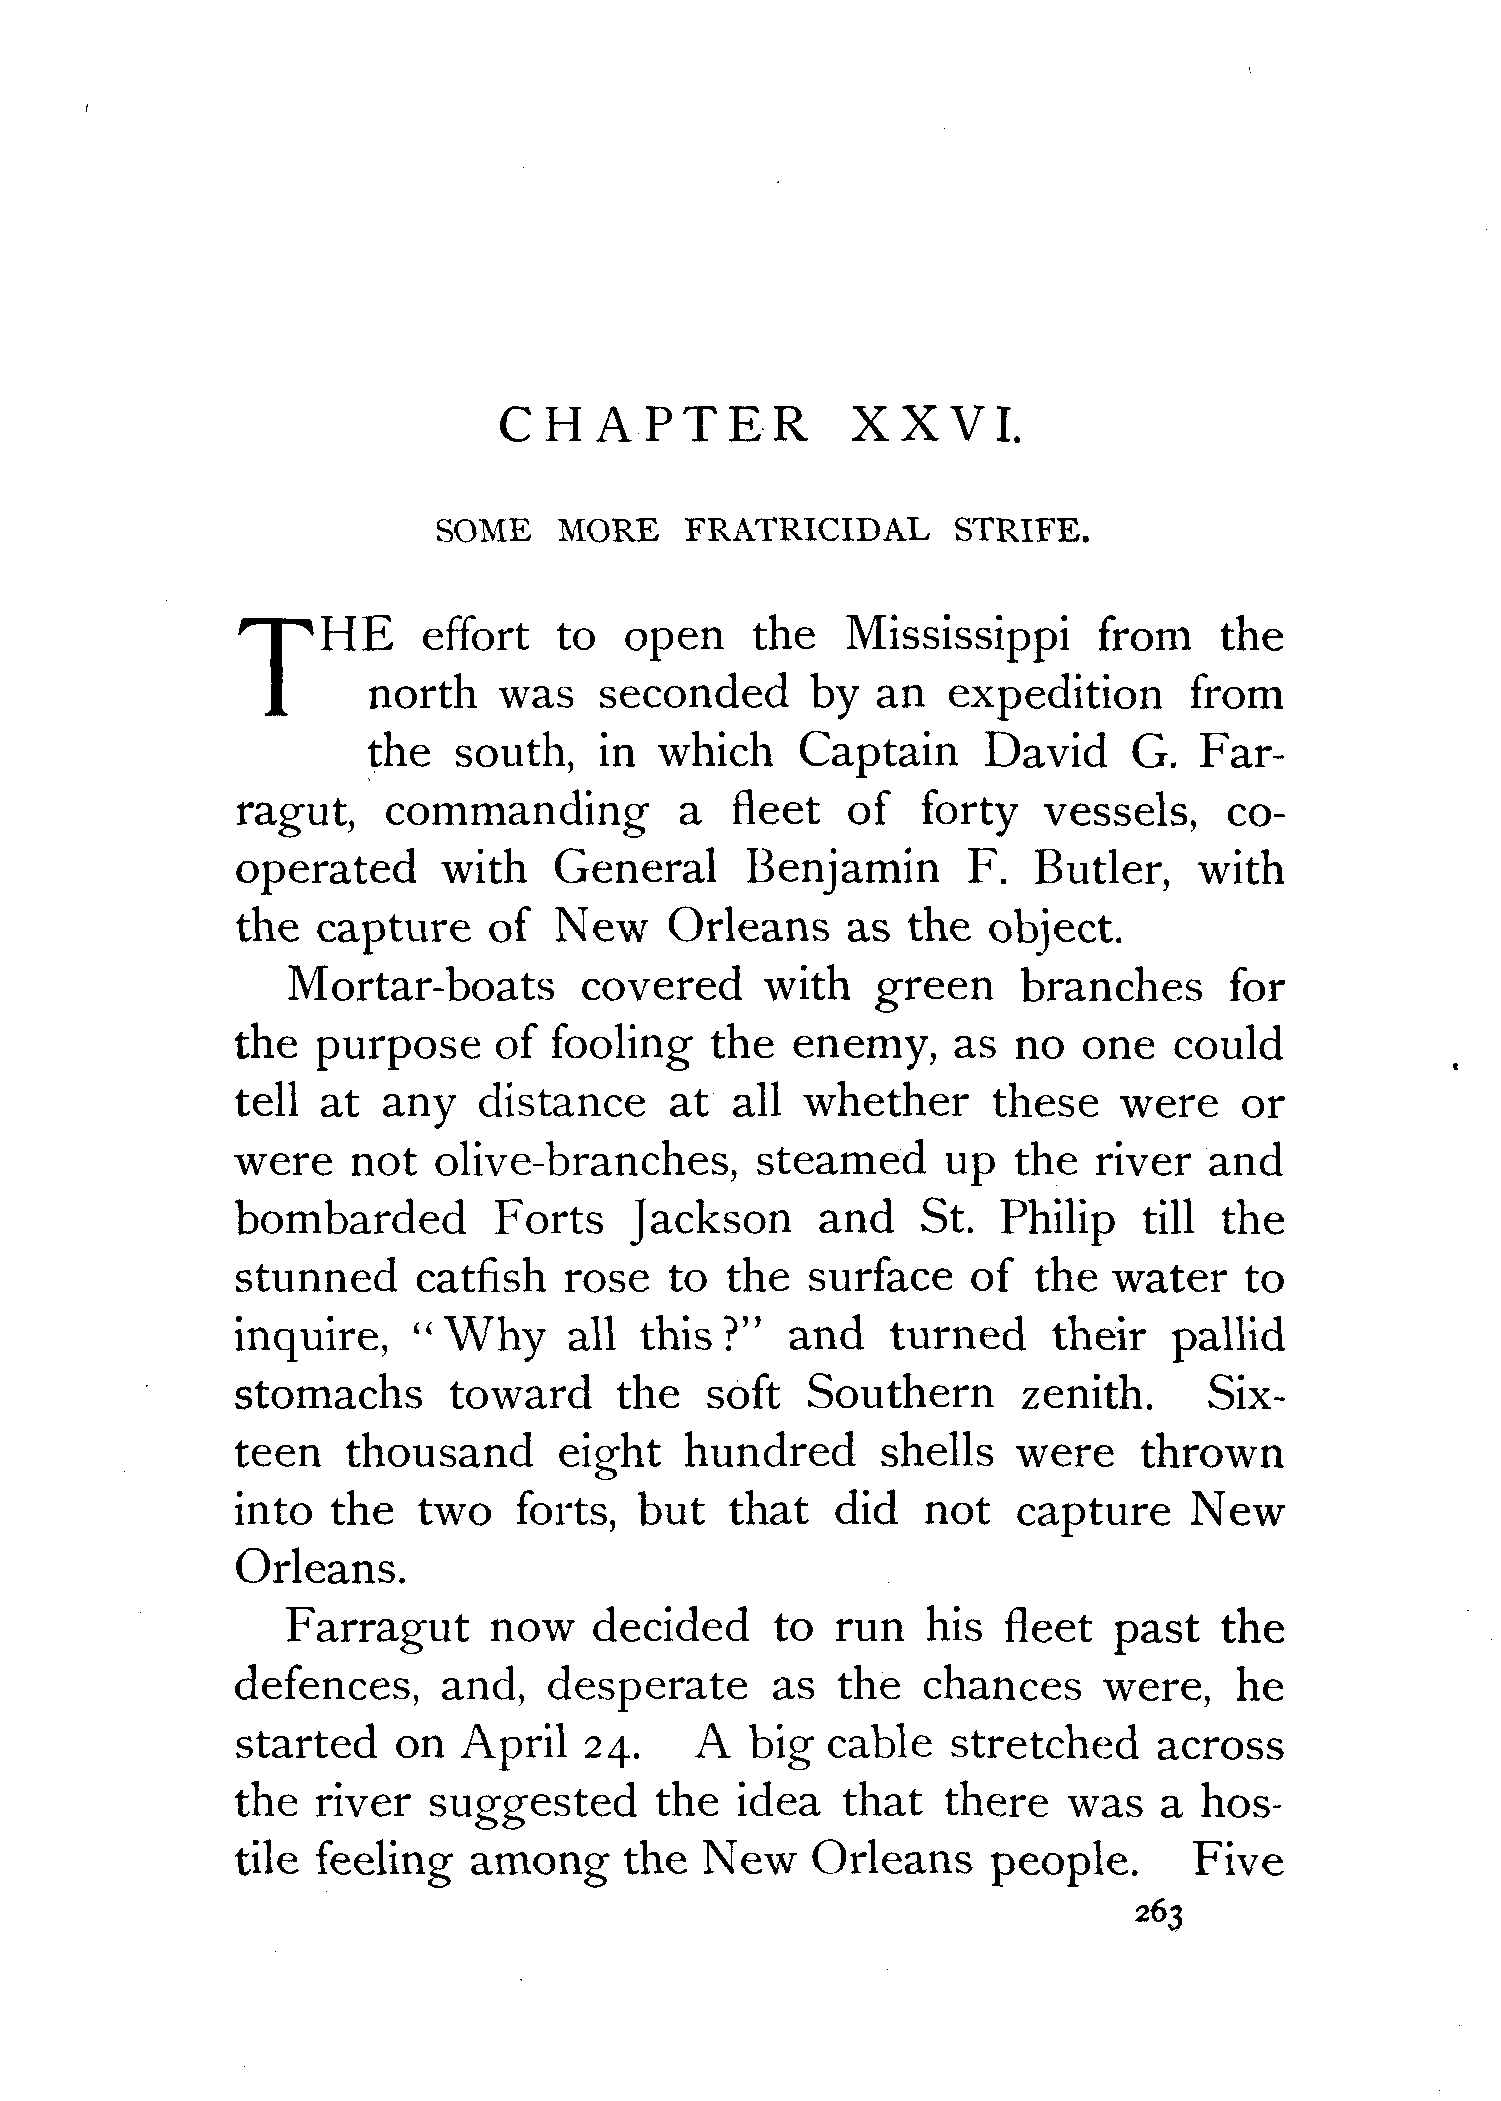 CHAPTER XXVI.
SOME MORE FRATRICIDAL STRIFE.
THE effort to open the Mississippi from the
north was seconded by an expedition from
the south, in which Captain David G. Far-
ragut, commanding a fleet of forty vessels, co-
operated with General Benjamin F. Butler, with
the capture of New Orleans as the object.
Mortar-boats covered with green branches for
the purpose of fooling the enemy, as no one could
tell at any distance at all whether these were or
were not olive-branches, steamed up the river and
bombarded Forts Jackson and St. Philip till the
stunned catfish rose to the surface of the water to
inquire, "Why all this?" and turned their pallid
stomachs toward the soft Southern zenith. Six-
teen thousand eight hundred shells were thrown
into the two forts, but that did not capture New
Orleans.
Farragut now decided to run his fleet past the
defences, and, desperate as the chances were, he
started on April 24. A big cable stretched across
the river suggested the idea that there was a hos-
tile feeling among the New Orleans people. Five
263